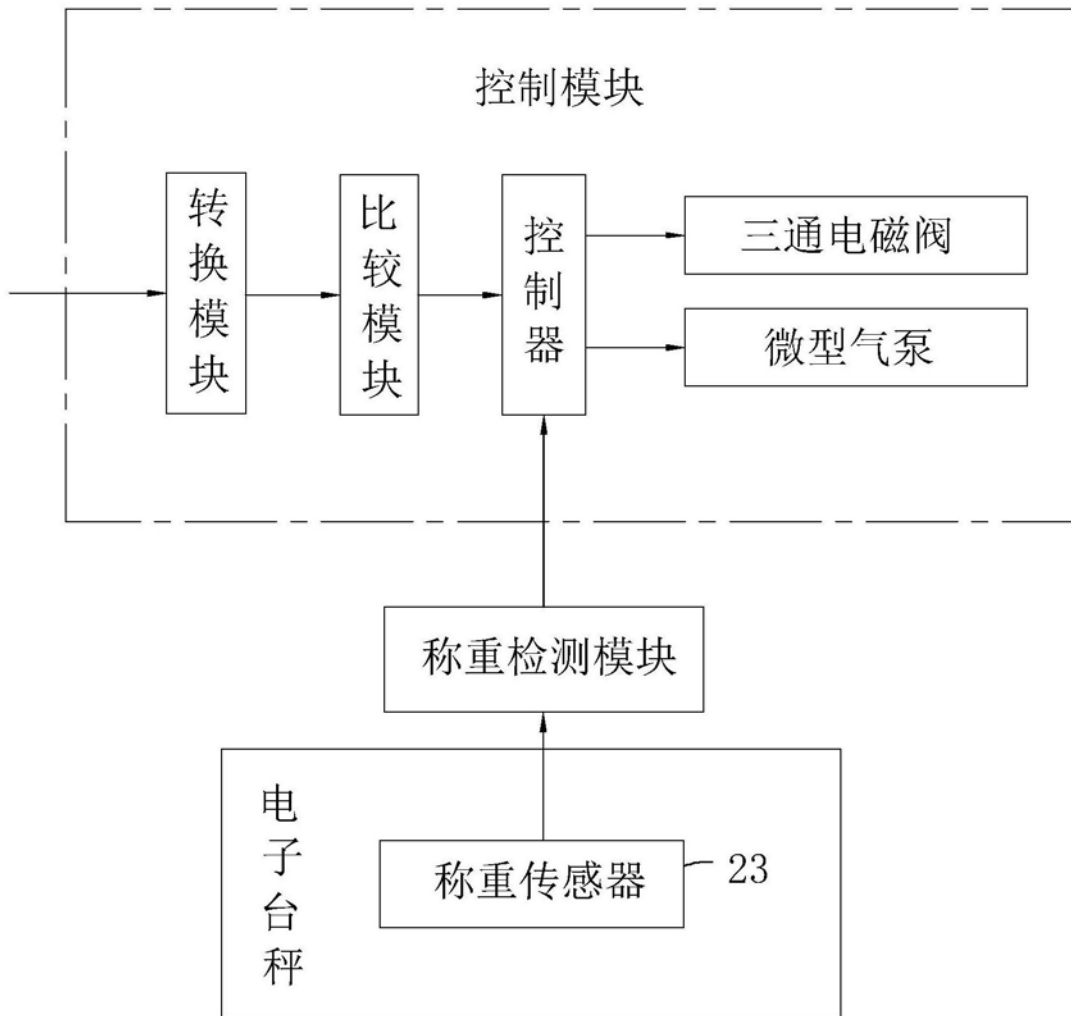 控制模块
转换模块
比较模块
控制器
三通电磁阀
微型气泵
称重检测模块
电子台秤
称重传感器
23